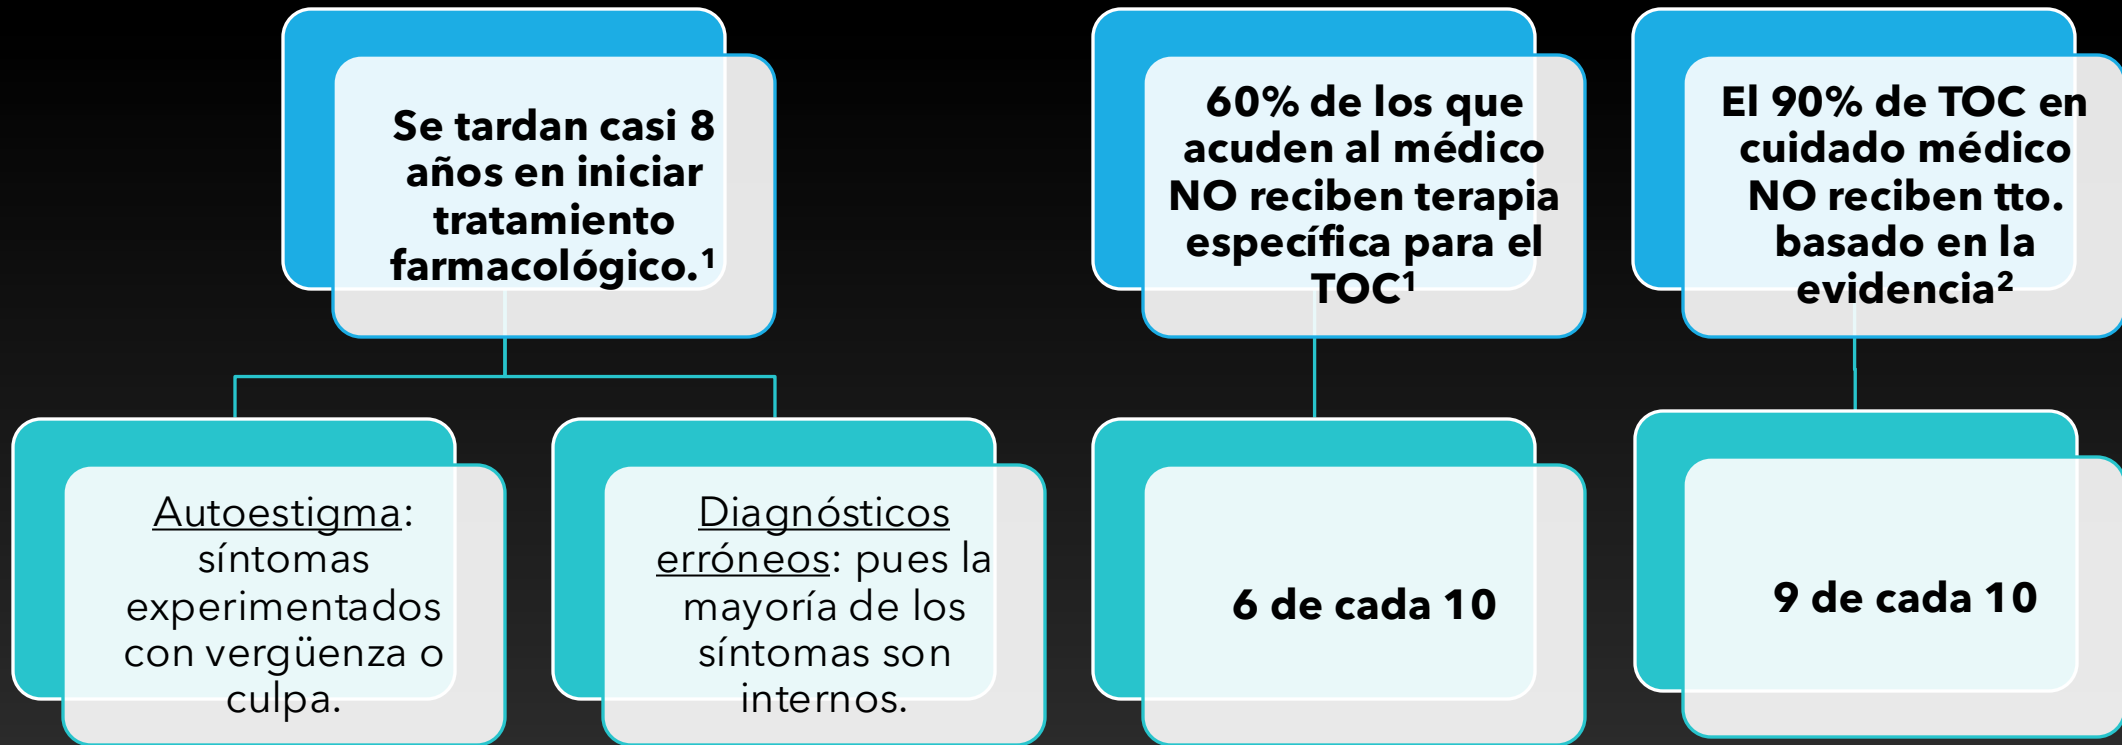 Se tardan casi 8
años en iniciar
tratamiento
farmacológico.¹
60% de los que
acuden al médico
NO reciben terapia
específica para el
TOC¹
El 90% de TOC en
cuidado médico
NO reciben tto.
basado en la
evidencia²
Autoestigma:
síntomas
experimentados
con vergüenza o
culpa.
Diagnósticos
erróneos: pues la
mayoría de los
síntomas son
internos.
6 de cada 10
9 de cada 10